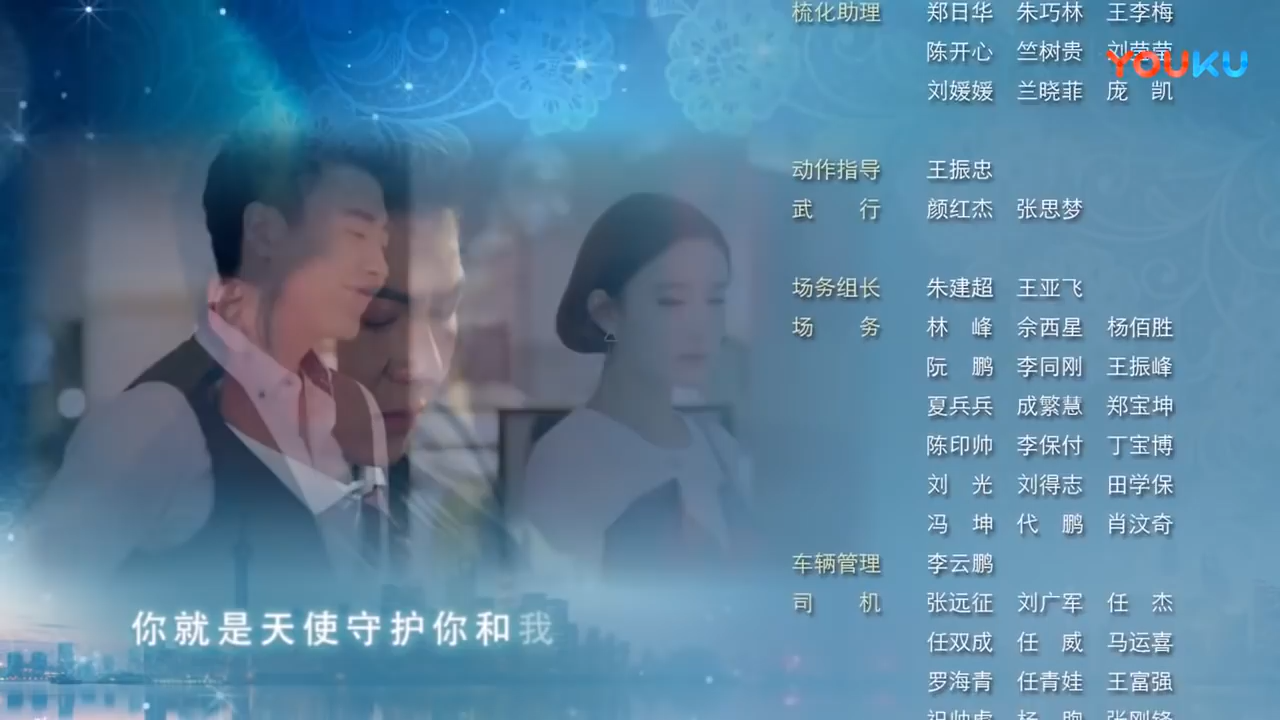 梳化助理 郑日华 朱巧林 王李梅
陈开心 竺树贵 刘莹莹
YOUKU
刘媛媛 兰晓菲 庞 凯
动作指导 王振忠
武 行 颜红杰 张思梦
场务组长 朱建超 王亚飞
场 务 林 峰 佘西星 杨佰胜
阮 鹏 李同刚 王振峰
夏兵兵 成繁慧 郑宝坤
陈印帅 李保付 丁宝博
刘 光 刘得志 田学保
冯 坤 代 鹏 肖汶奇
车辆管理 李云鹏
司 机 张远征 刘广军 任 杰
任双成 任 威 马运喜
罗海青 任青娃 王富强
你就是天使守护你和我